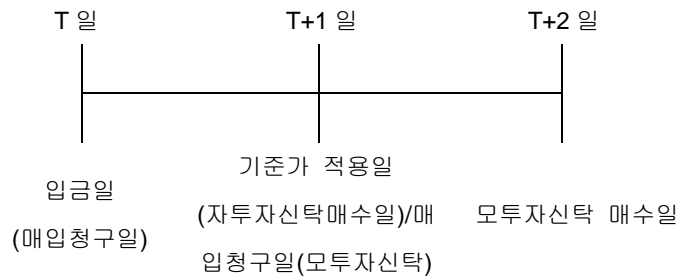 T 일
T+1 일
T+2 일
입금일
(매입청구일)
기준가 적용일
(자투자신탁매수일)/매
입청구일(모투자신탁)
모투자신탁 매수일